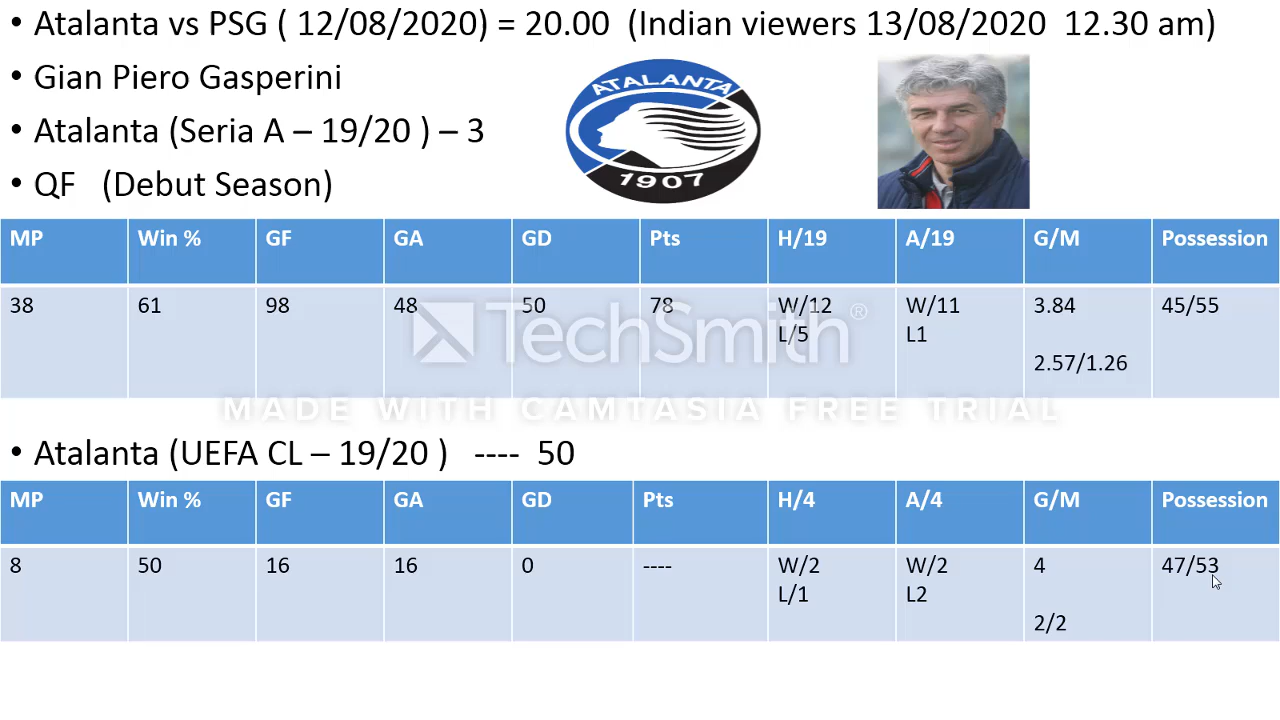 • Atalanta vs PSG ( 12/08/2020) = 20.00 (Indian viewers 13/08/2020 12.30 am)
• Gian Piero Gasperini
• Atalanta (Seria A – 19/20 ) – 3
• QF (Debut Season)
ATALANTA
1907
MP Win % GF GA GD Pts H/19 A/19 G/M Possession
38 61 98 48 50 78 W/12 W/11 3.84 45/55
L/5 L1
2.57/1.26
TechSmith®
MADE WITH CAMTASIA FREE TRIAL
• Atalanta (UEFA CL – 19/20 ) ---- 50
MP Win % GF GA GD Pts H/4 A/4 G/M Possession
8 50 16 16 0 ---- W/2 W/2 4 47/53
L/1 L2
2/2